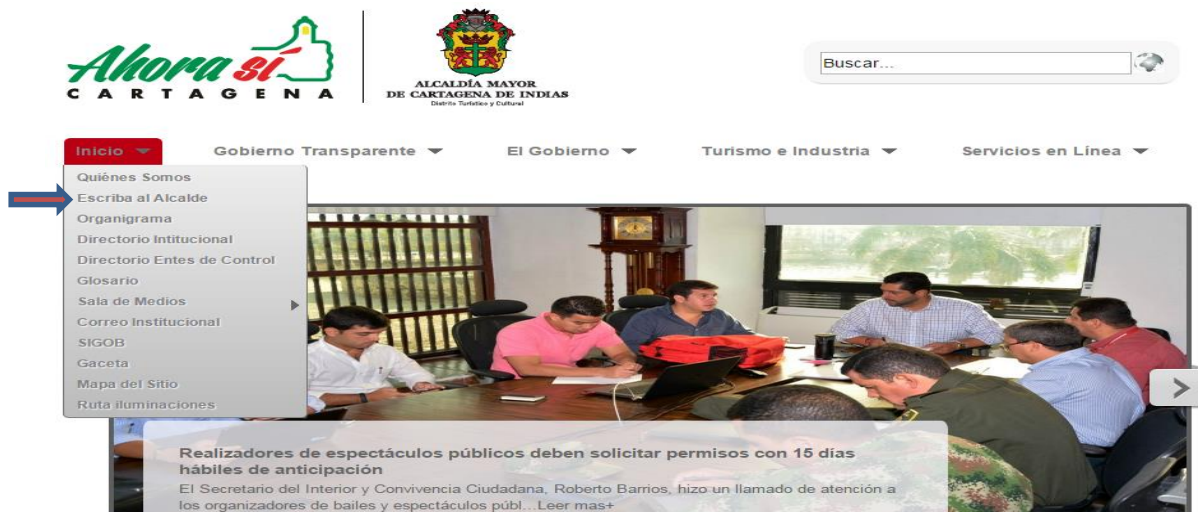 Ahora sí
CARTAGENA
ALCALDÍA MAYOR
DE CARTAGENA DE INDIAS
Distrito Turístico y Cultural
Buscar...
Inicio
Gobierno Transparente
El Gobierno
Turismo e Industria
Servicios en Línea
Quiénes Somos
Escriba al Alcalde
Organigrama
Directorio Intitucional
Directorio Entes de Control
Glosario
Sala de Medios
Correo Institucional
SIGOB
Gaceta
Mapa del Sitio
Ruta iluminaciones
Realizadores de espectáculos públicos deben solicitar permisos con 15 días
hábiles de anticipación
El Secretario del Interior y Convivencia Ciudadana, Roberto Barrios, hizo un llamado de atención a
los organizadores de bailes y espectáculos públ...Leer mas+